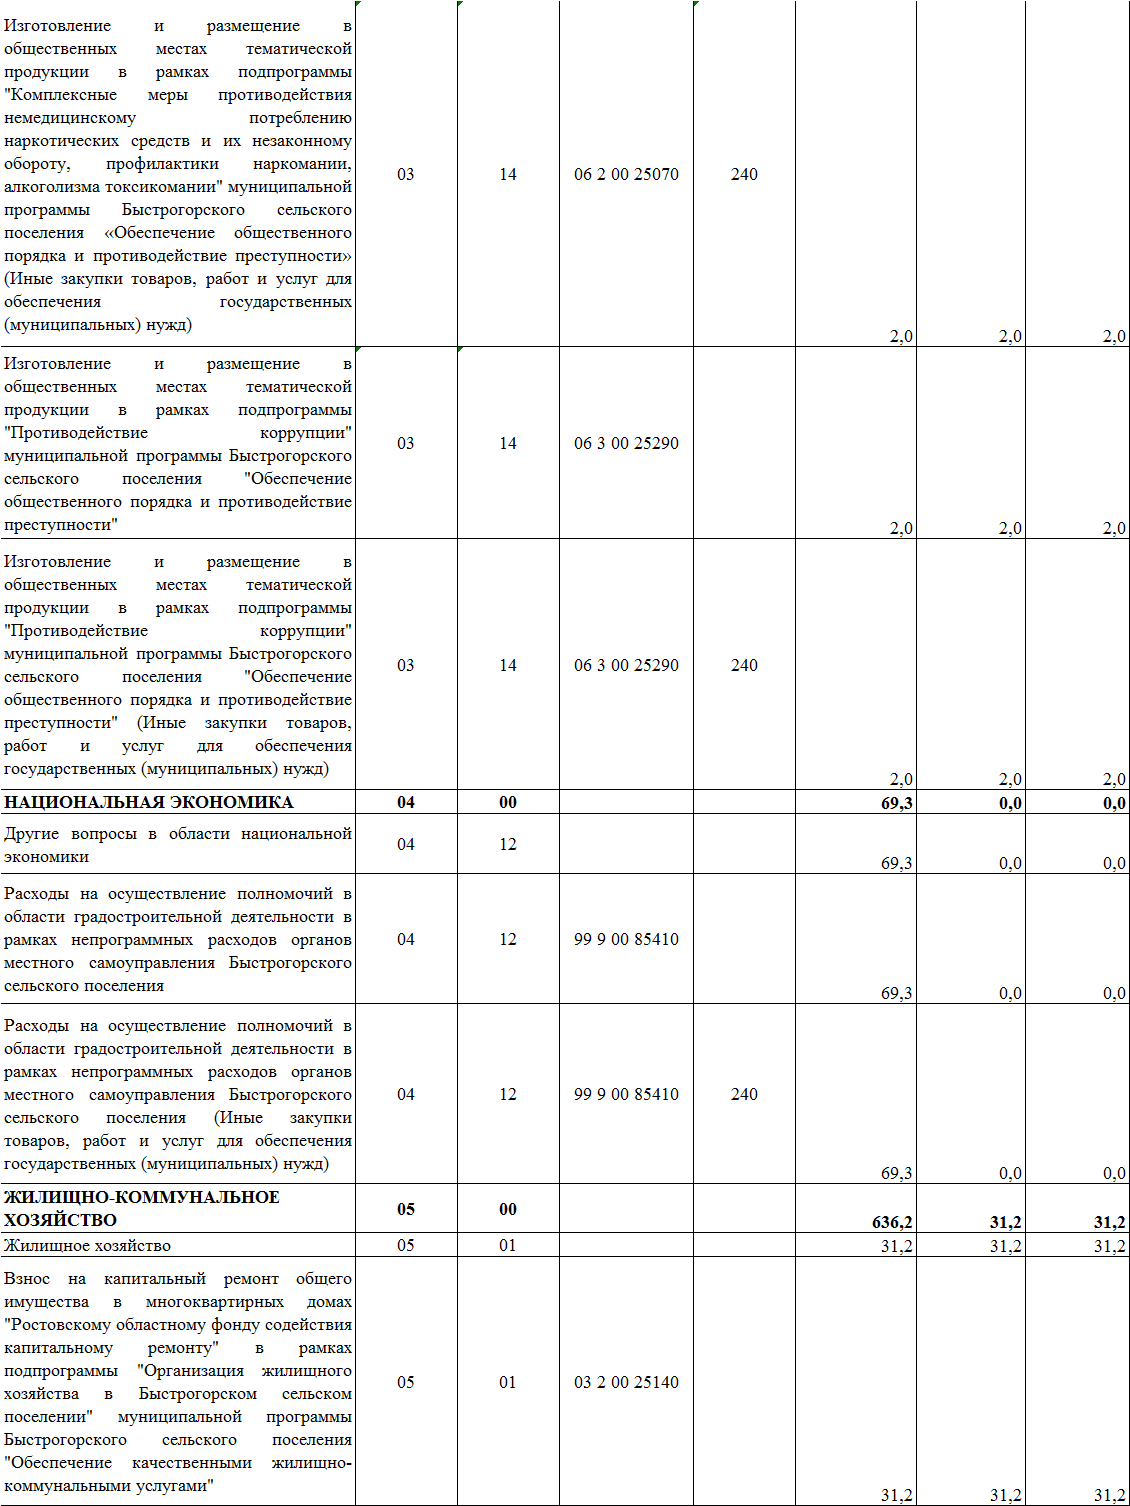 Изготовление и размещение в
общественных местах тематической
продукции в рамках подпрограммы
"Комплексные меры противодействия
немедицинскому потреблению
наркотических средств и их незаконному
обороту, профилактики наркомании,
алкоголизма токсикомании" муниципальной
программы Быстрогорского сельского
поселения «Обеспечение общественного
порядка и противодействие преступности»
(Иные закупки товаров, работ и услуг для
обеспечения государственных
(муниципальных) нужд)
03 14 06 2 00 25070 240 2,0 2,0 2,0
Изготовление и размещение в
общественных местах тематической
продукции в рамках подпрограммы
"Противодействие коррупции"
муниципальной программы Быстрогорского
сельского поселения "Обеспечение
общественного порядка и противодействие
преступности"
03 14 06 3 00 25290 2,0 2,0 2,0
Изготовление и размещение в
общественных местах тематической
продукции в рамках подпрограммы
"Противодействие коррупции"
муниципальной программы Быстрогорского
сельского поселения "Обеспечение
общественного порядка и противодействие
преступности" (Иные закупки товаров,
работ и услуг для обеспечения
государственных (муниципальных) нужд)
03 14 06 3 00 25290 240 2,0 2,0 2,0
НАЦИОНАЛЬНАЯ ЭКОНОМИКА 04 00 69,3 0,0 0,0
Другие вопросы в области национальной
экономики
04 12 69,3 0,0 0,0
Расходы на осуществление полномочий в
области градостроительной деятельности в
рамках непрограммных расходов органов
местного самоуправления Быстрогорского
сельского поселения
04 12 99 9 00 85410 69,3 0,0 0,0
Расходы на осуществление полномочий в
области градостроительной деятельности в
рамках непрограммных расходов органов
местного самоуправления Быстрогорского
сельского поселения (Иные закупки
товаров, работ и услуг для обеспечения
государственных (муниципальных) нужд)
04 12 99 9 00 85410 240 69,3 0,0 0,0
ЖИЛИЩНО-КОММУНАЛЬНОЕ
ХОЗЯЙСТВО
05 00 636,2 31,2 31,2
Жилищное хозяйство 05 01 31,2 31,2 31,2
Взнос на капитальный ремонт общего
имущества в многоквартирных домах
"Ростовскому областному фонду содействия
капитальному ремонту" в рамках
подпрограммы "Организация жилищного
хозяйства в Быстрогорском сельском
поселении" муниципальной программы
Быстрогорского сельского поселения
"Обеспечение качественными жилищно-
коммунальными услугами"
05 01 03 2 00 25140 31,2 31,2 31,2